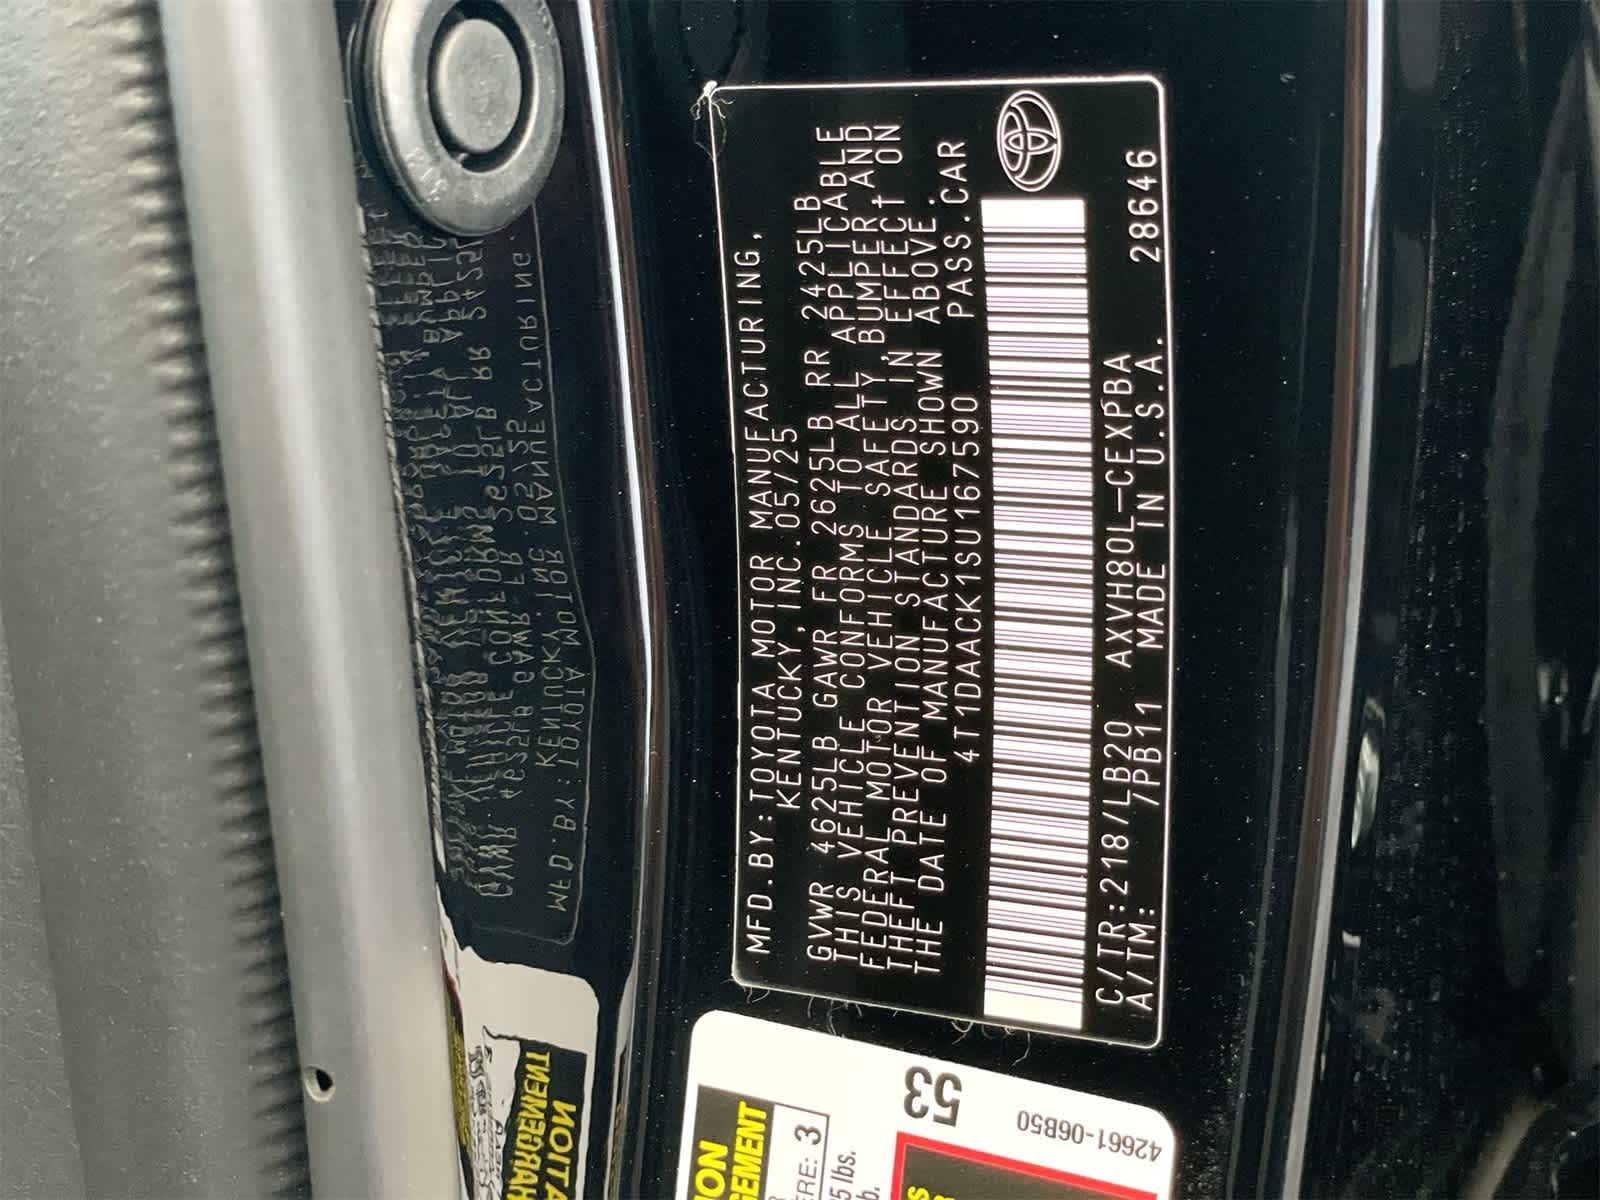 MFD.BY:TOYOTA MOTOR MANUFACTURING,
KENTUCKY,INC.05/25
GVWR 4625LB GAWR FR 2625LB RR 2425LB
THIS VEHICLE CONFORMS TO ALL APPLICABLE
FEDERAL MOTOR VEHICLE SAFETY,BUMPER AND
THEFT PREVENTION STANDARDS IN EFFECT ON
THE DATE OF MANUFACTURE SHOWN ABOVE.
4T1DAACK1SU167590 PASS.CAR
C/TR:218/LB20 AXVH80L-CEXPBA 28646
A/TM: /PB11 MADE IN U.S.A.
53
42661-06B50
3
lbs.